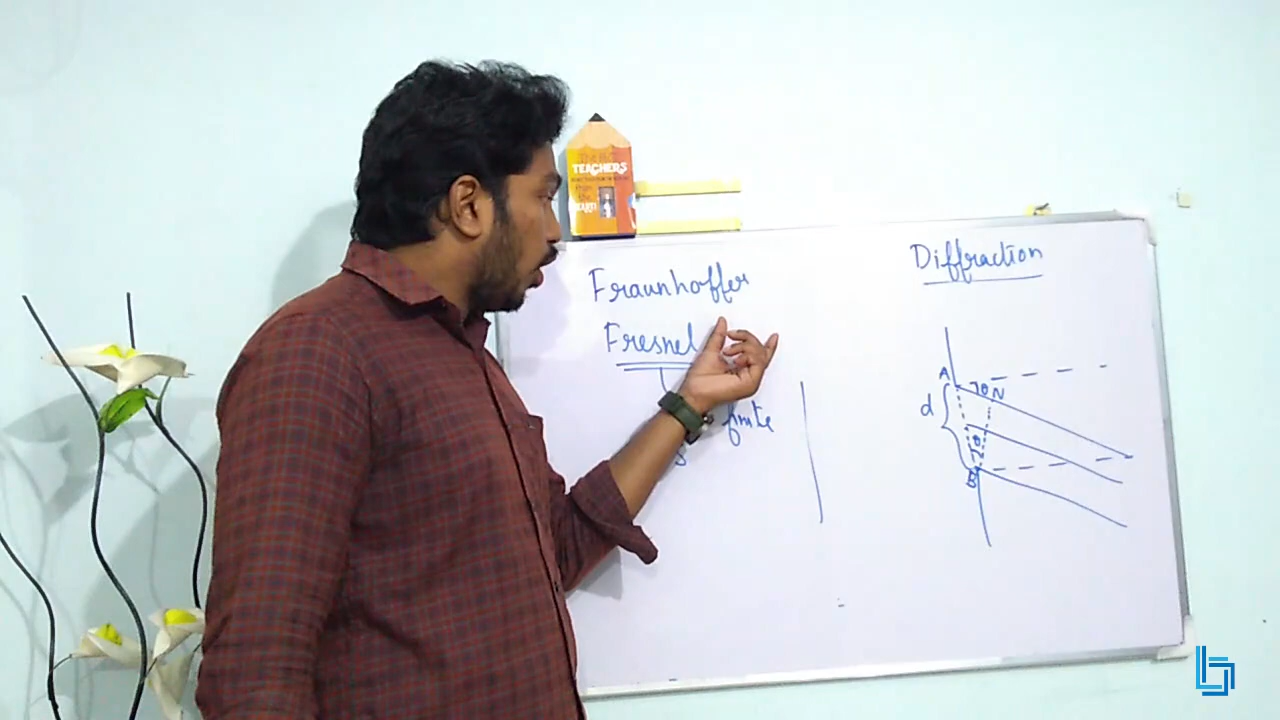 TEACHERS
Fraunhoffer
Fresnel
finite
S
Diffraction
A
θ N
d
θ
B